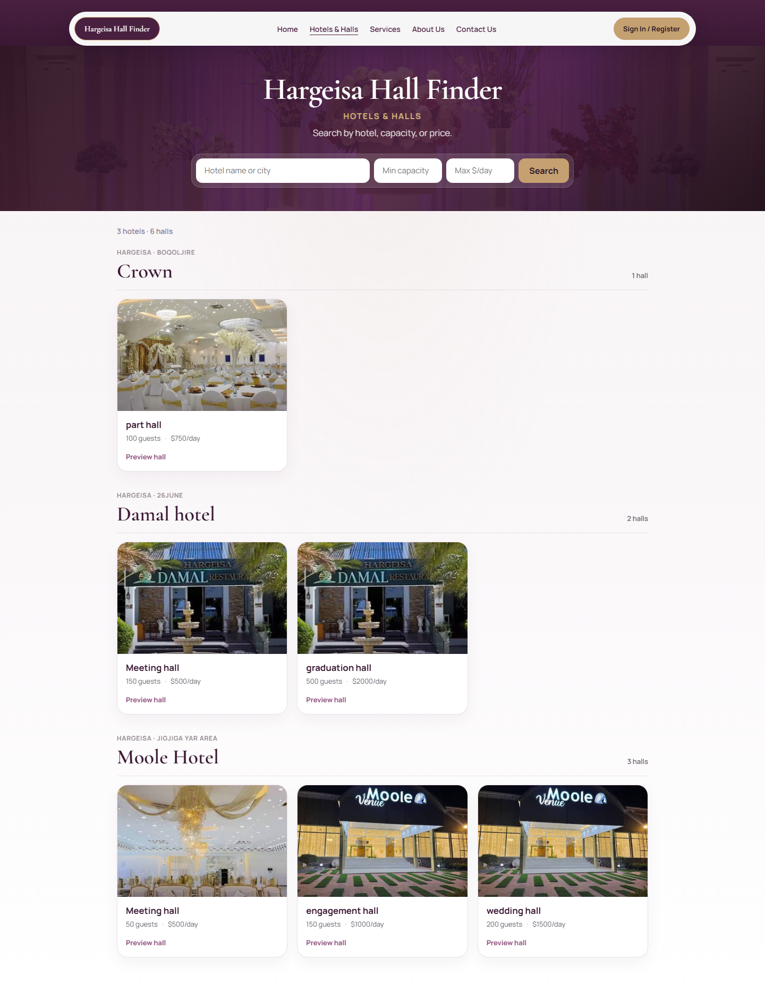 Hargeisa Hall Finder
Home Hotels & Halls Services About Us Contact Us
Sign In / Register
Hargeisa Hall Finder
HOTELS & HALLS
Search by hotel, capacity, or price.
Hotel name or city Min capacity Max $/day Search
3 hotels · 6 halls
HARGEISA · BOQOLJIRE
Crown
1 hall
part hall
100 guests · $750/day
Preview hall
HARGEISA · 26JUNE
Damal hotel
2 halls
HARGEISA
DAMAL RESTAURA
HARGEISA
DAMAL RESTAURA
Meeting hall
150 guests · $500/day
Preview hall
graduation hall
500 guests · $2000/day
Preview hall
HARGEISA · JIGJIGA YAR AREA
Moole Hotel
3 halls
Moole
Venue
Moole
Venue
Meeting hall
50 guests · $500/day
Preview hall
engagement hall
150 guests · $1000/day
Preview hall
wedding hall
200 guests · $1500/day
Preview hall